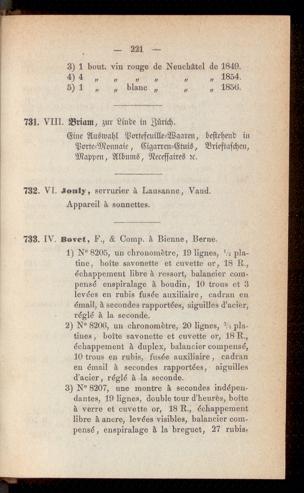 — 221 —
3) 1 bout. vin rouge de Neuchâtel de 1849.
4) 4 „ „ „ „ „ 1854.
5) 1 „ „ blanc „ „ „ 1856.
731. VIII. Briam, zur Linde in Zürich.
Eine Auswahl Portefeuille-Waaren, bestehend in
Porte-Monnaie, Cigarren-Etuis, Brieftaschen,
Mappen, Albums, Necessaires ꝛc.
732. VI. Jouly, serrurier à Lausanne, Vaud.
Appareil à sonnettes.
733. IV. Bovet, F., & Comp. à Bienne, Berne.
1) N° 8205, un chronomètre, 19 lignes, ½ pla-
tine, boîte savonette et cuvette or, 18 R.,
échappement libre à ressort, balancier com-
pensé enspiralage à boudin, 10 trous et 3
levées en rubis fusée auxiliaire, cadran en
émail, à secondes rapportées, aiguilles d'acier,
réglé à la seconde.
2) N° 8206, un chronomètre, 20 lignes, ¾ pla-
tines, boîte savonette et cuvette or, 18 R.,
échappement à duplex, balancier compensé,
10 trous en rubis, fusée auxiliaire, cadran
en émail à secondes rapportées, aiguilles
d'acier, réglé à la seconde.
3) N° 8207, une montre à secondes indépen-
dantes, 19 lignes, double tour d'heurès, boîte
à verre et cuvette or, 18 R., échappement
libre à ancre, levées visibles, balancier com-
pensé, enspiralage à la breguet, 27 rubis,